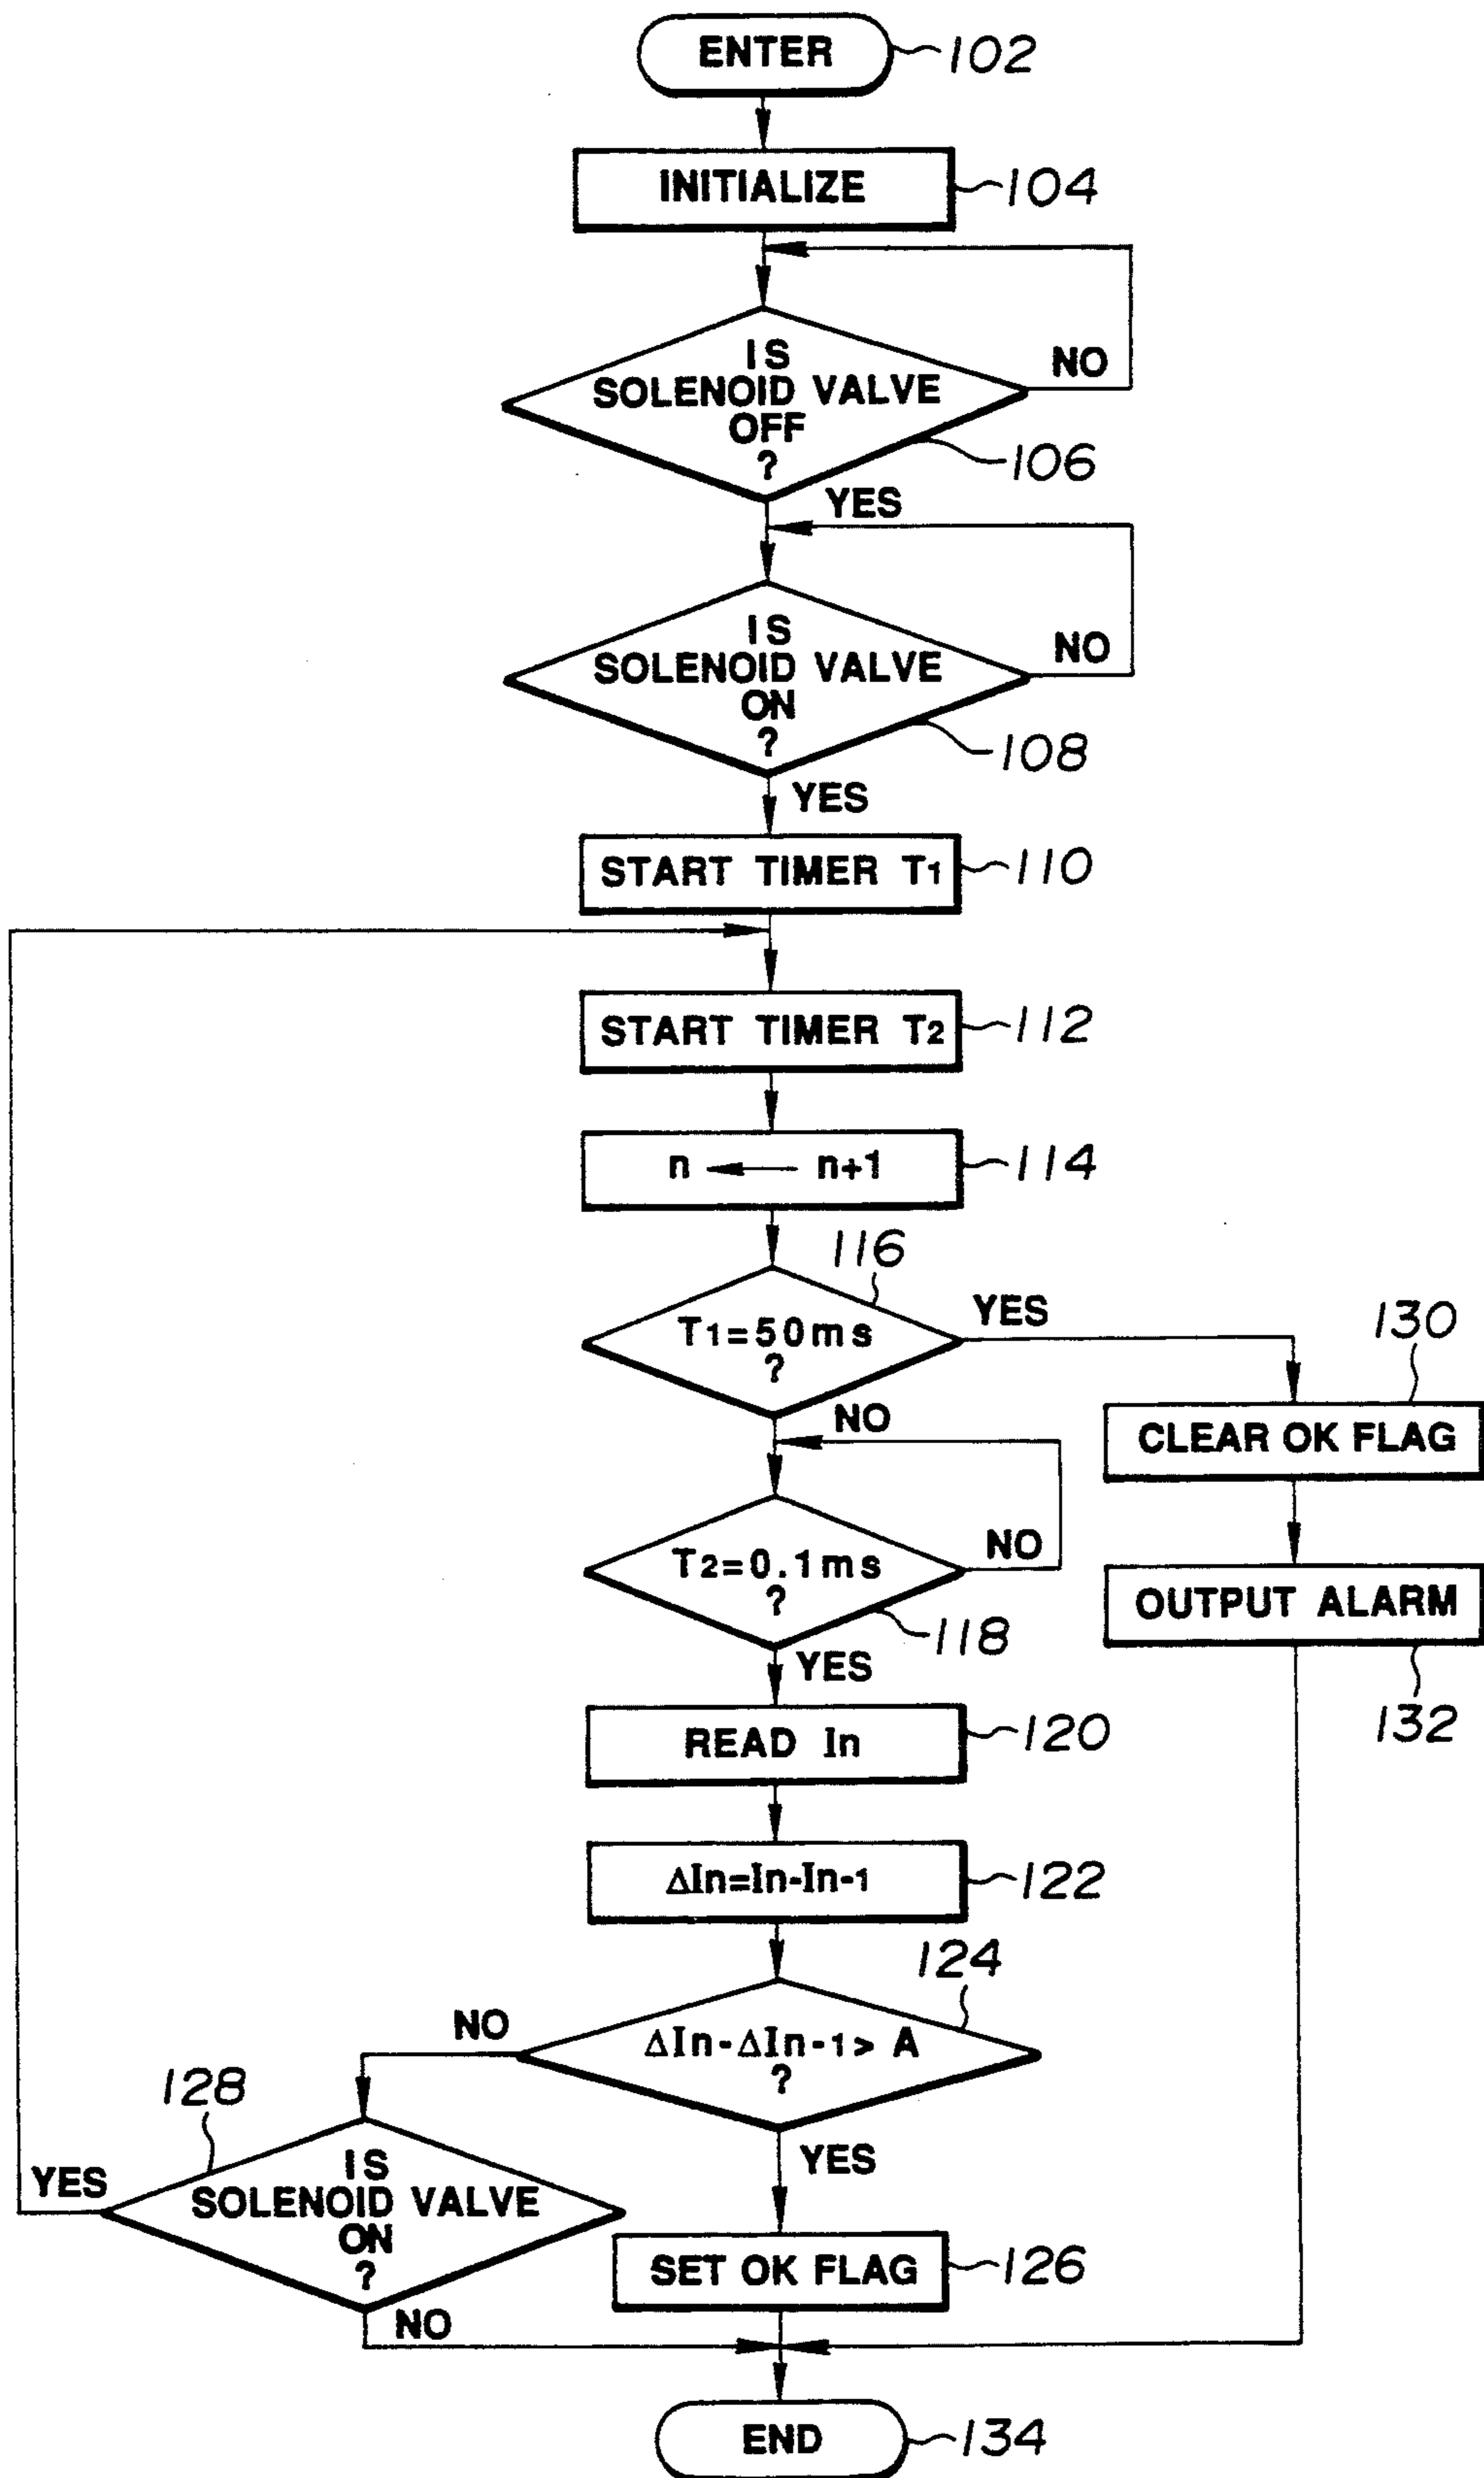 ENTER
102
INITIALIZE
104
IS
SOLENOID VALVE
OFF
?
NO
106
YES
IS
SOLENOID VALVE
ON
?
NO
108
YES
START TIMER T1
110
START TIMER T2
112
n ← n+1
114
116
T1=50ms
?
YES
130
CLEAR OK FLAG
NO
T2=0.1ms
?
NO
118
OUTPUT ALARM
132
YES
READ In
120
ΔIn=In-In-1
122
124
ΔIn-ΔIn-1> A
?
NO
128
IS
SOLENOID VALVE
ON
?
YES
YES
SET OK FLAG
126
NO
END
134